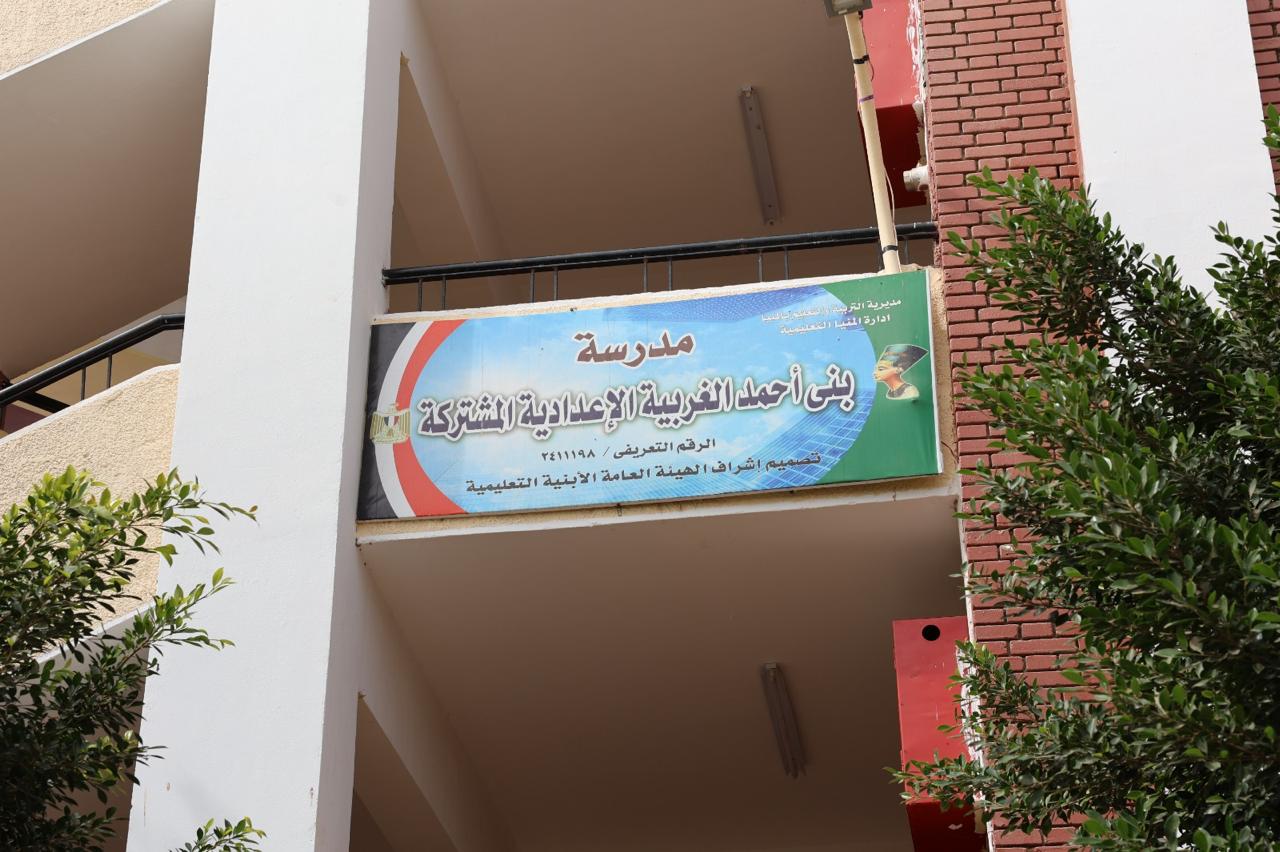 مديرية التربية والتعليم بالمنيا
ادارة المنيا التعليمية
مدرسة
بنى أحمد الغربية الإعدادية المشتركة
الرقم التعريفى / ٢٤١١١٩٨
تصميم إشراف الهيئة العامة الأبنية التعليمية